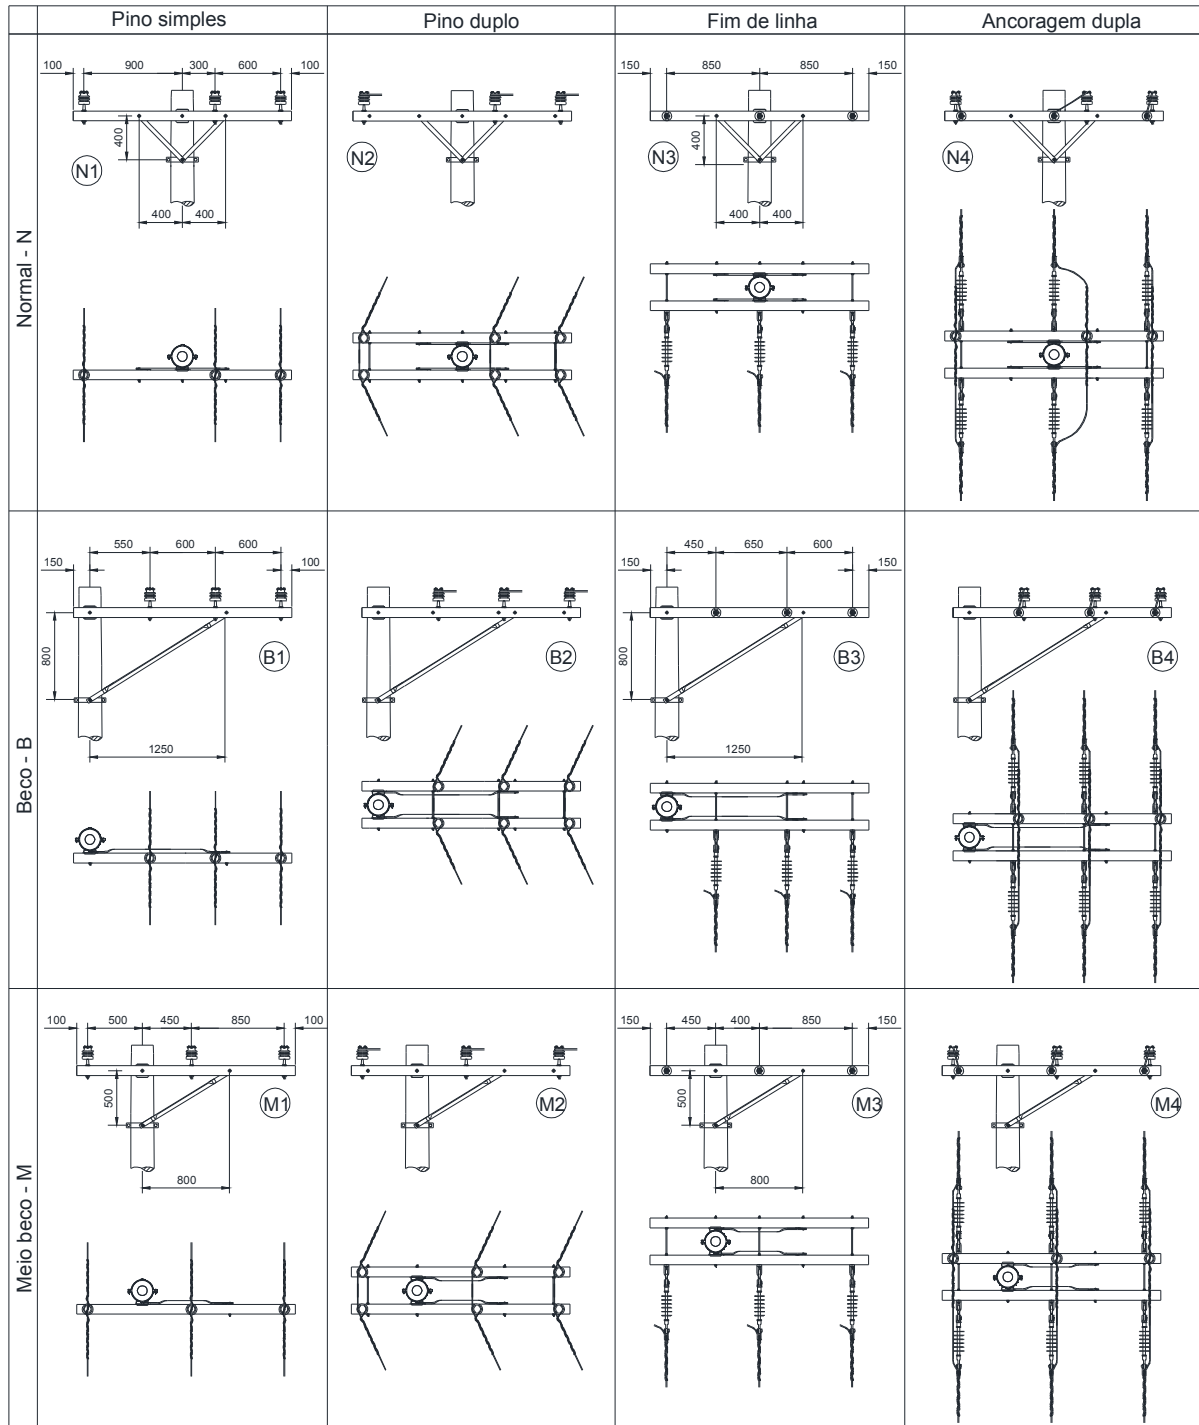 Pino simples
Pino duplo
Fim de linha
Ancoragem dupla
Normal - N
100 900 300 600 100
400
N1
400 400
N2
150 850 850 150
400
N3
400 400
N4
Beco - B
550 600 600
150 100
800
B1
1250
B2
450 650 600
150 150
800
B3
1250
B4
Meio beco - M
100 500 450 850 100
500
M1
800
M2
150 450 400 850 150
500
M3
800
M4